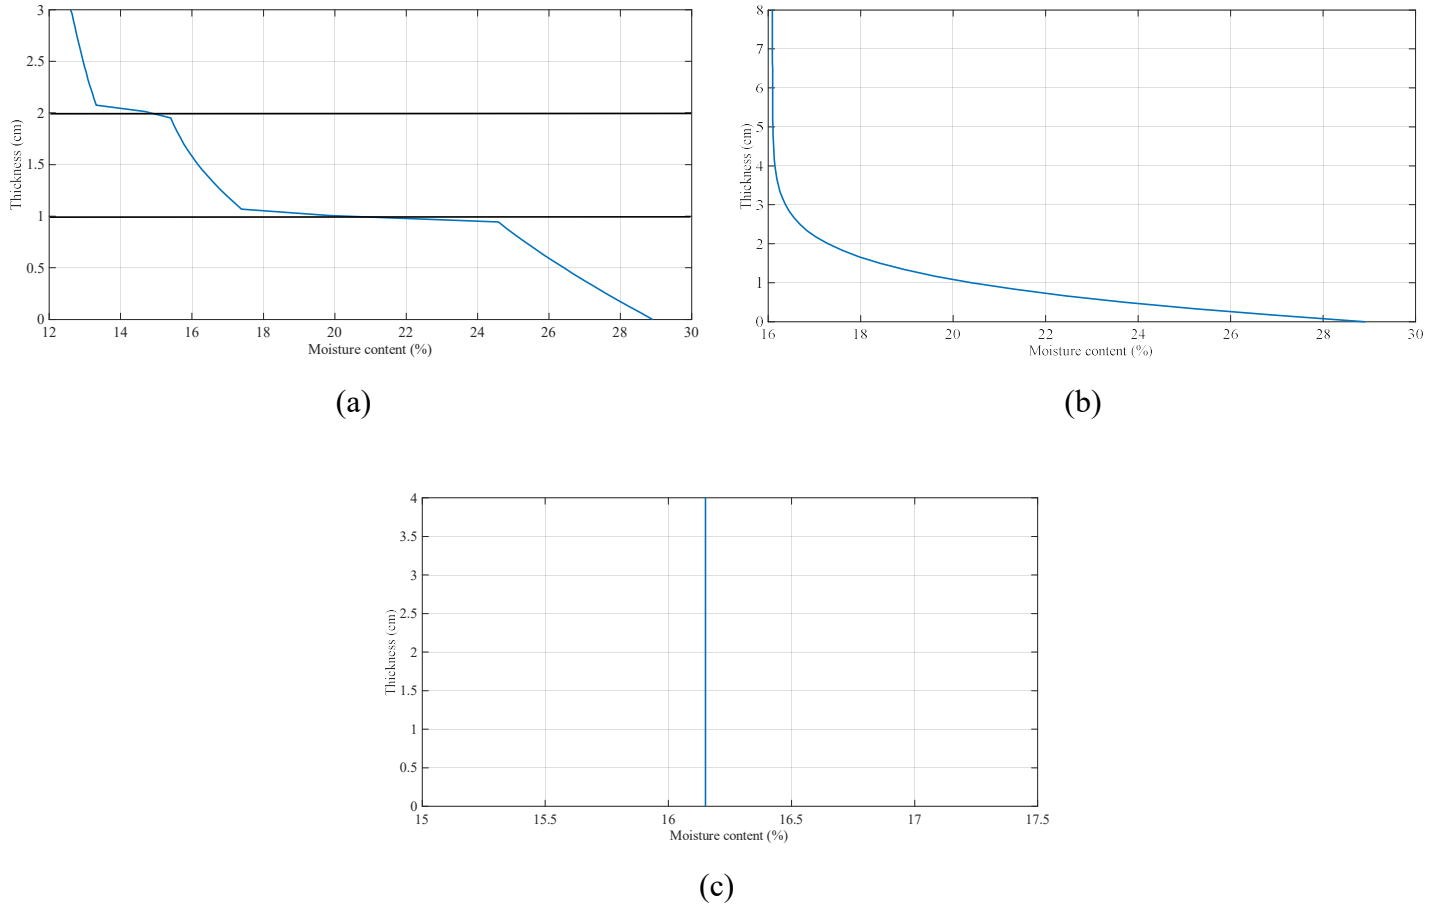 3
2.5
2
1.5
1
0.5
0
Thickness (cm)
12 14 16 18 20 22 24 26 28 30
Moisture content (%)
(a)
8
7
6
5
4
3
2
1
0
Thickness (cm)
16 18 20 22 24 26 28 30
Moisture content (%)
(b)
4
3.5
3
2.5
2
1.5
1
0.5
0
Thickness (cm)
15 15.5 16 16.5 17 17.5
Moisture content (%)
(c)